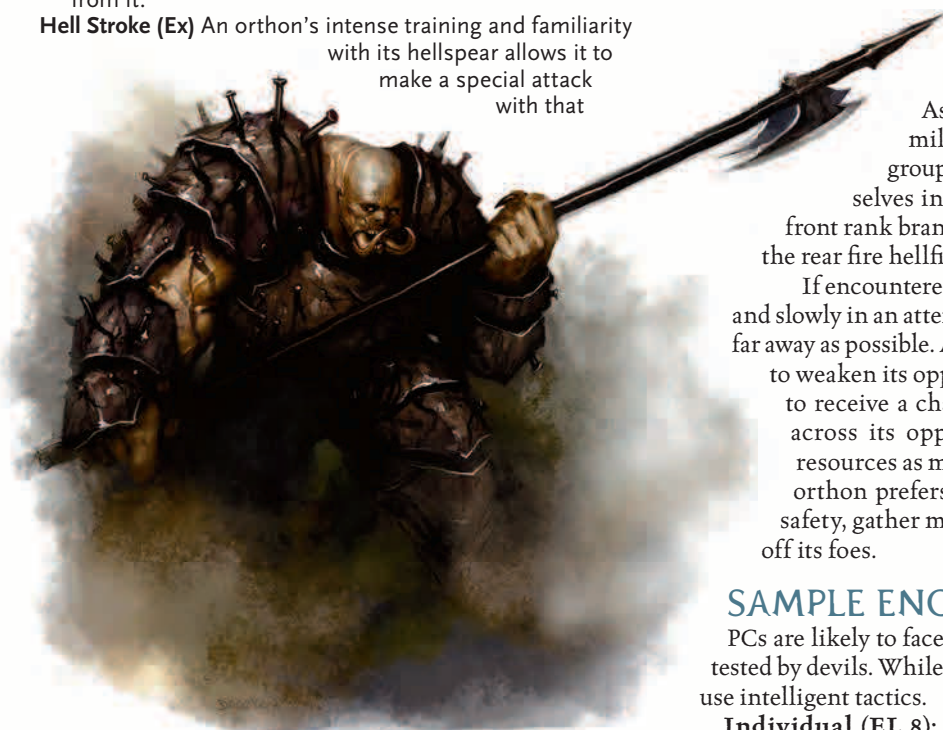 from it.
Hell Stroke (Ex) An orthon's intense training and familiarity
with its hellspear allows it to
make a special attack
with that
As
mil
group
selves in
front rank bran
the rear fire hellfi
If encountere
and slowly in an atte
far away as possible. A
to weaken its opp
to receive a cha
across its opp
resources as m
orthon prefers
safety, gather m
off its foes.
SAMPLE ENC
PCs are likely to face
tested by devils. While
use intelligent tactics.
Individual (EL 8):